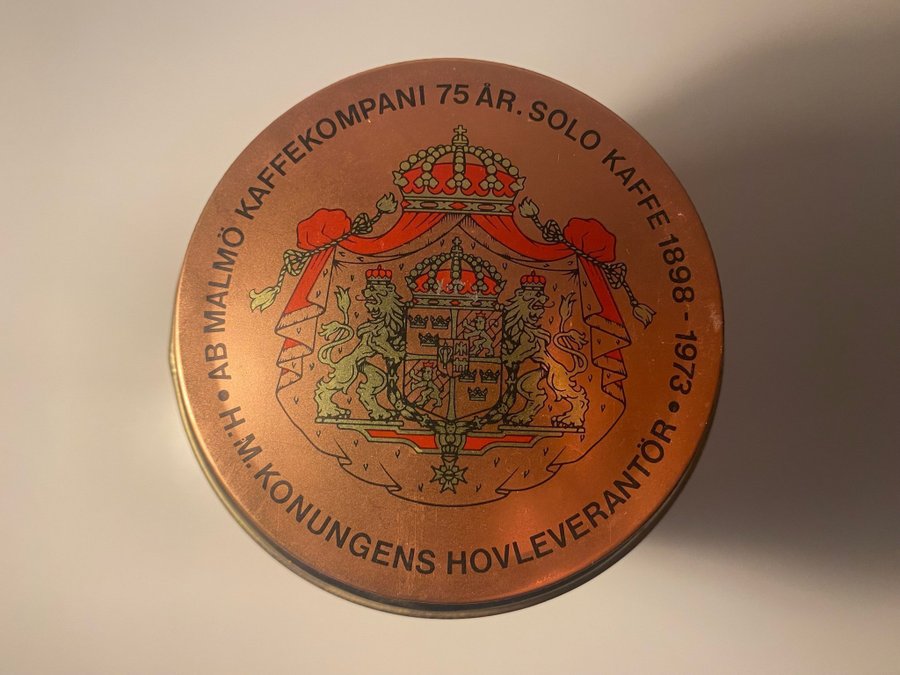 • AB MALMÖ KAFFEKOMPANI 75 ÅR. SOLO KAFFE 1898 - 1973 •
H.M. KONUNGENS HOVLEVERANTÖR